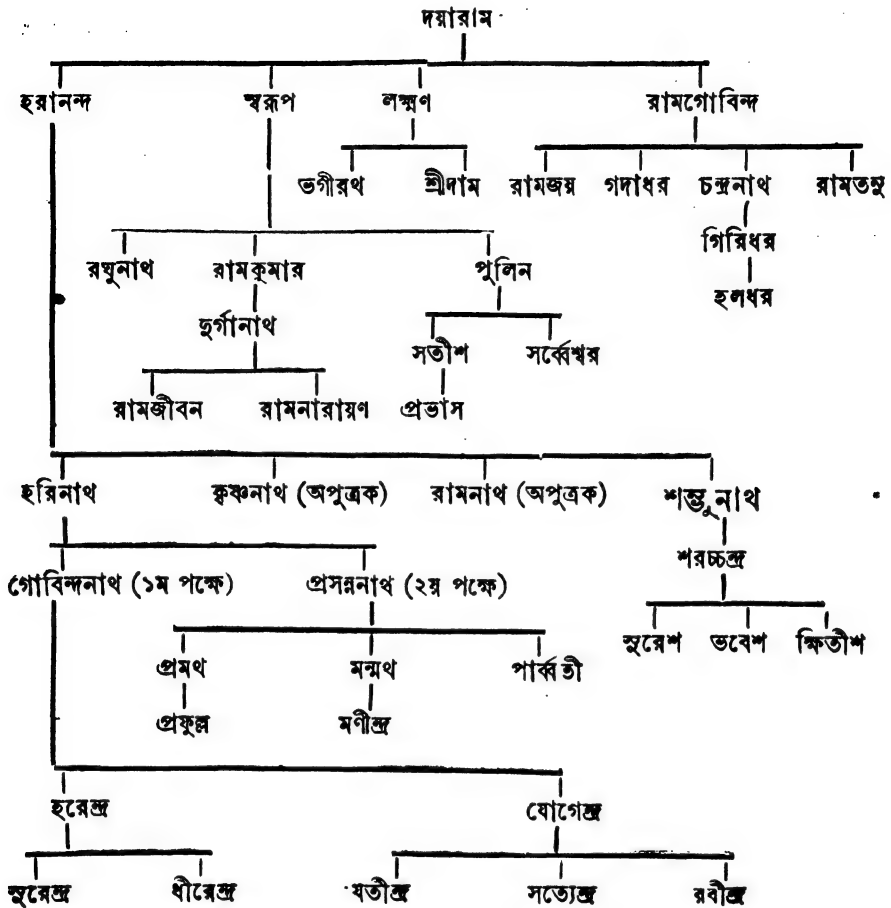 দয়ারাম
হরানন্দ স্বরূপ লক্ষ্মণ রামগোবিন্দ
ভগীরথ শ্রীদাম রামজয় গদাধর চন্দ্রনাথ রামতনু
গিরিধর
রঘুনাথ রামকুমার পুলিন
হলধর
দুর্গানাথ
সতীশ সর্ব্বেশ্বর
রামজীবন রামনারায়ণ প্রভাস
হরিনাথ কৃষ্ণনাথ (অপুত্রক) রামনাথ (অপুত্রক) শম্ভুনাথ
শরচ্চন্দ্র
গোবিন্দনাথ (১ম পক্ষে) প্রসন্ননাথ (২য় পক্ষে)
সুরেশ ভবেশ ক্ষিতীশ
প্রমথ মন্মথ পার্ব্বতী
প্রফুল্ল মণীন্দ্র
হরেন্দ্র যোগেন্দ্র
সুরেন্দ্র ধীরেন্দ্র যতীন্দ্র সত্যেন্দ্র রবীন্দ্র